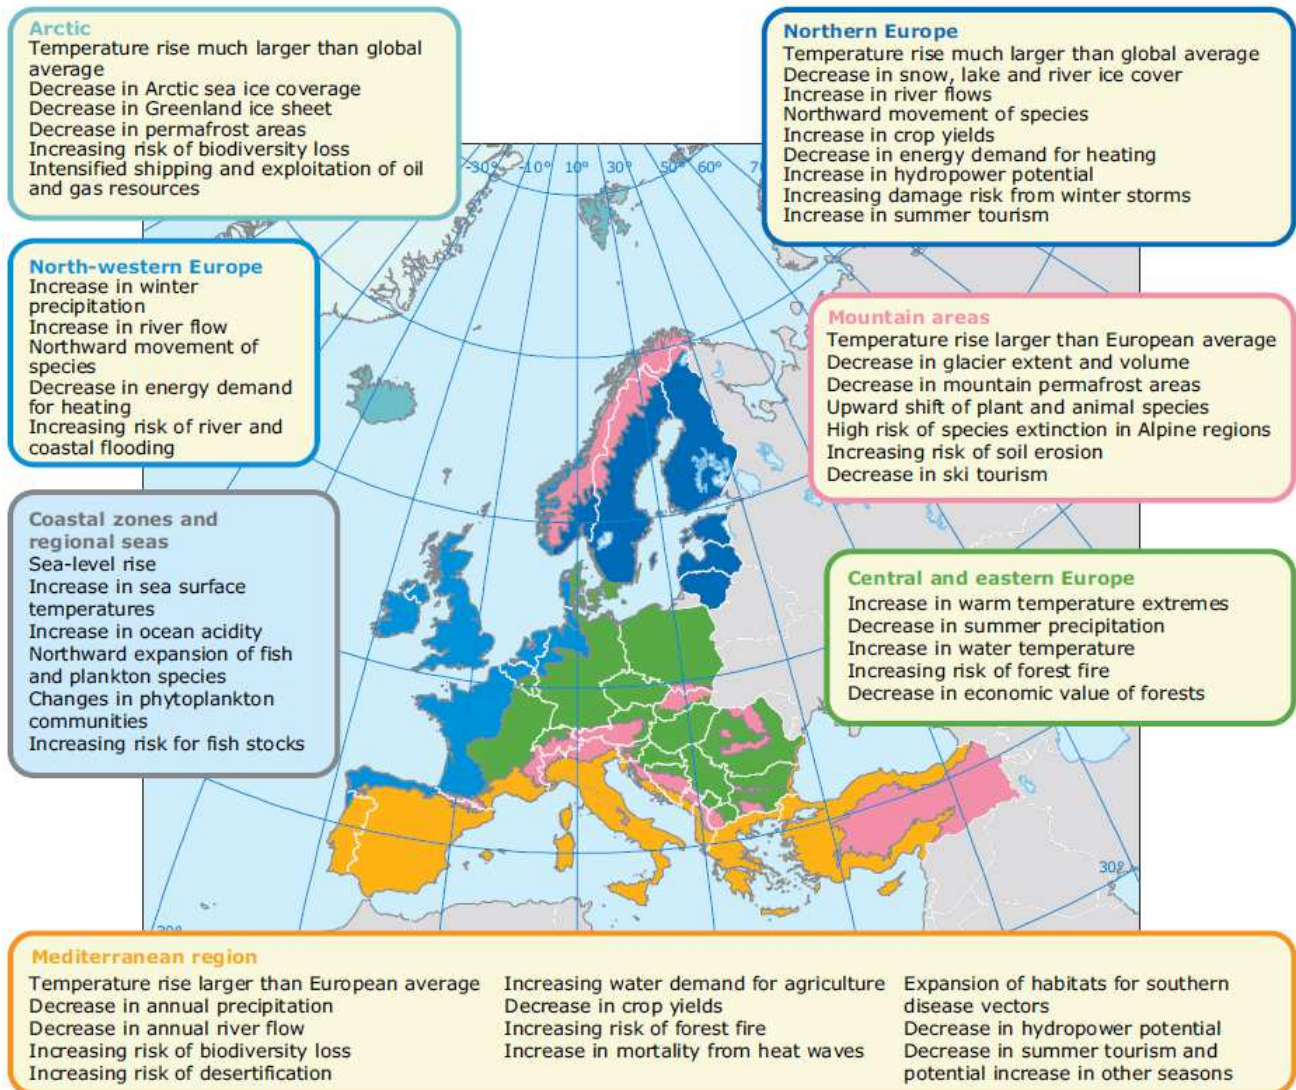 Arctic
Temperature rise much larger than global
average
Decrease in Arctic sea ice coverage
Decrease in Greenland ice sheet
Decrease in permafrost areas
Increasing risk of biodiversity loss
Intensified shipping and exploitation of oil
and gas resources
Northern Europe
Temperature rise much larger than global average
Decrease in snow, lake and river ice cover
Increase in river flows
Northward movement of species
Increase in crop yields
Decrease in energy demand for heating
Increase in hydropower potential
Increasing damage risk from winter storms
Increase in summer tourism
-30° -10° 10° 30° 50° 60°
North-western Europe
Increase in winter
precipitation
Increase in river flow
Northward movement of
species
Decrease in energy demand
for heating
Increasing risk of river and
coastal flooding
Mountain areas
Temperature rise larger than European average
Decrease in glacier extent and volume
Decrease in mountain permafrost areas
Upward shift of plant and animal species
High risk of species extinction in Alpine regions
Increasing risk of soil erosion
Decrease in ski tourism
Coastal zones and
regional seas
Sea-level rise
Increase in sea surface
temperatures
Increase in ocean acidity
Northward expansion of fish
and plankton species
Changes in phytoplankton
communities
Increasing risk for fish stocks
Central and eastern Europe
Increase in warm temperature extremes
Decrease in summer precipitation
Increase in water temperature
Increasing risk of forest fire
Decrease in economic value of forests
30°
Mediterranean region
Temperature rise larger than European average
Decrease in annual precipitation
Decrease in annual river flow
Increasing risk of biodiversity loss
Increasing risk of desertification
Increasing water demand for agriculture
Decrease in crop yields
Increasing risk of forest fire
Increase in mortality from heat waves
Expansion of habitats for southern
disease vectors
Decrease in hydropower potential
Decrease in summer tourism and
potential increase in other seasons